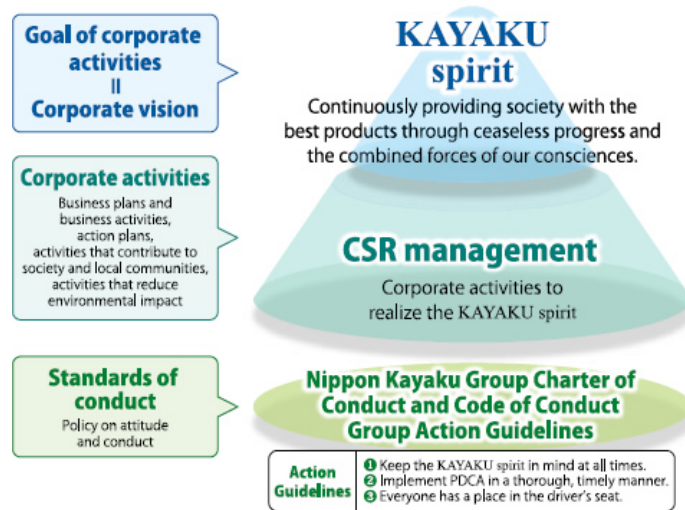 Goal of corporate
activities
=
Corporate vision
KAYAKU
spirit
Continuously providing society with the
best products through ceaseless progress and
the combined forces of our consciences.
Corporate activities
Business plans and
business activities,
action plans,
activities that contribute to
society and local communities,
activities that reduce
environmental impact
CSR management
Corporate activities to
realize the KAYAKU spirit
Standards of
conduct
Policy on attitude
and conduct
Nippon Kayaku Group Charter of
Conduct and Code of Conduct
Group Action Guidelines
Action
Guidelines
❶ Keep the KAYAKU spirit in mind at all times.
❷ Implement PDCA in a thorough, timely manner.
❸ Everyone has a place in the driver's seat.